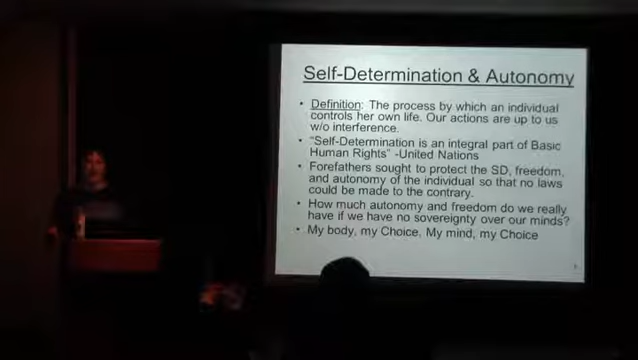 Self-Determination & Autonomy
• Definition: The process by which an individual
controls her own life. Our actions are up to us
w/o interference.
• "Self-Determination is an integral part of Basic
Human Rights" -United Nations
• Forefathers sought to protect the SD, freedom,
and autonomy of the individual so that no laws
could be made to the contrary.
• How much autonomy and freedom do we really
have if we have no sovereignty over our minds?
• My body, my Choice, My mind, my Choice